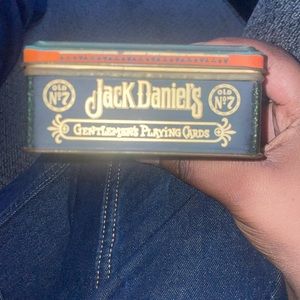 OLD Nº7
Jack Daniel's
OLD Nº7
Gentlemen's Playing Cards